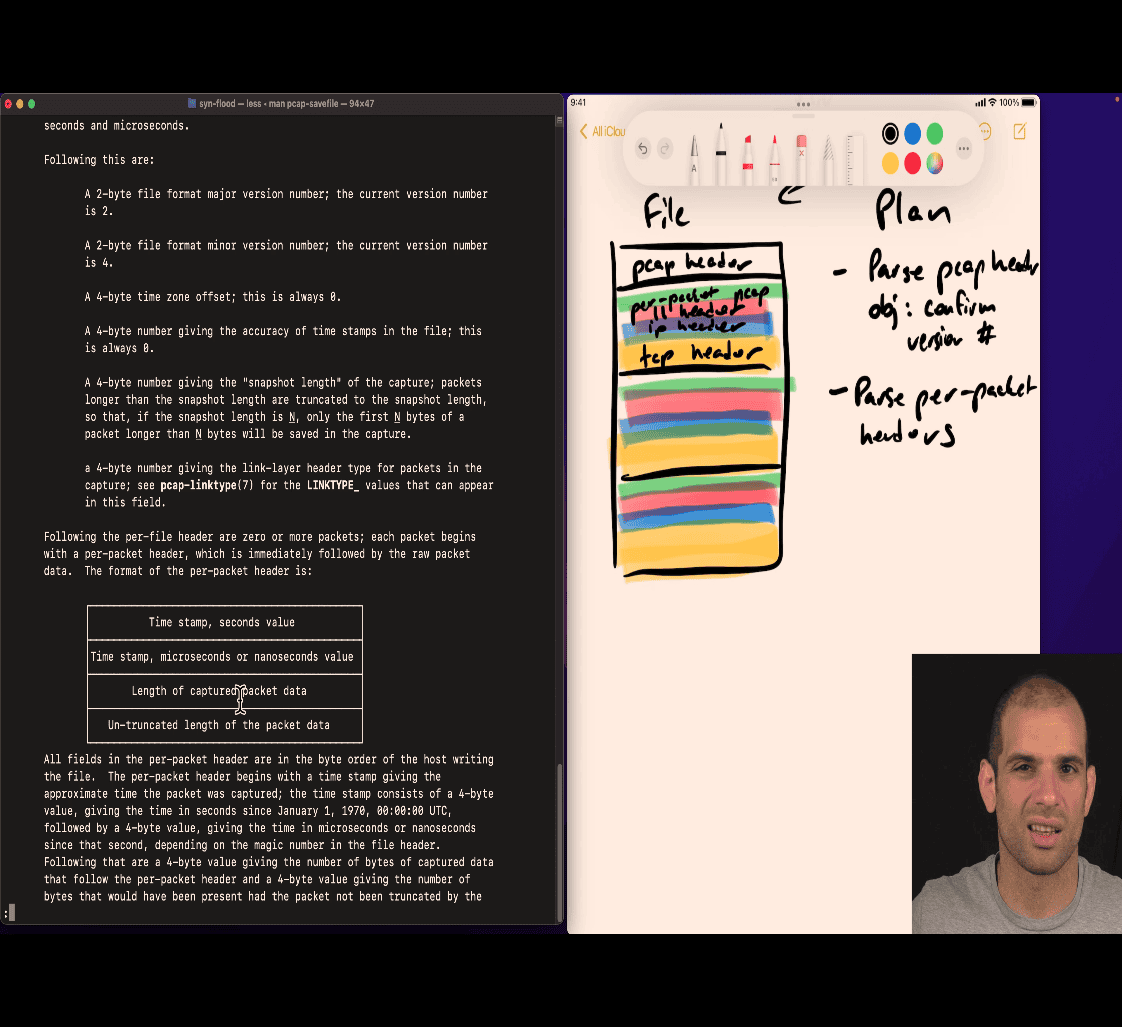 syn-flood — less - man pcap-savefile — 94×47
seconds and microseconds.
Following this are:
A 2-byte file format major version number; the current version number
is 2.
A 2-byte file format minor version number; the current version number
is 4.
A 4-byte time zone offset; this is always 0.
A 4-byte number giving the accuracy of time stamps in the file; this
is always 0.
A 4-byte number giving the "snapshot length" of the capture; packets
longer than the snapshot length are truncated to the snapshot length,
so that, if the snapshot length is N, only the first N bytes of a
packet longer than N bytes will be saved in the capture.
a 4-byte number giving the link-layer header type for packets in the
capture; see pcap-linktype(7) for the LINKTYPE_ values that can appear
in this field.
Following the per-file header are zero or more packets; each packet begins
with a per-packet header, which is immediately followed by the raw packet
data.  The format of the per-packet header is:
Time stamp, seconds value
Time stamp, microseconds or nanoseconds value
Length of captured packet data
Un-truncated length of the packet data
All fields in the per-packet header are in the byte order of the host writing
the file.  The per-packet header begins with a time stamp giving the
approximate time the packet was captured; the time stamp consists of a 4-byte
value, giving the time in seconds since January 1, 1970, 00:00:00 UTC,
followed by a 4-byte value, giving the time in microseconds or nanoseconds
since that second, depending on the magic number in the file header.
Following that are a 4-byte value giving the number of bytes of captured data
that follow the per-packet header and a 4-byte value giving the number of
bytes that would have been present had the packet not been truncated by the
:
9:41
100%
All iClou
A
File
pcap header
per-packet pcap
ll header
ip header
tcp header
Plan
- Parse pcap header
obj: confirm
version #
- Parse per-packet
headers